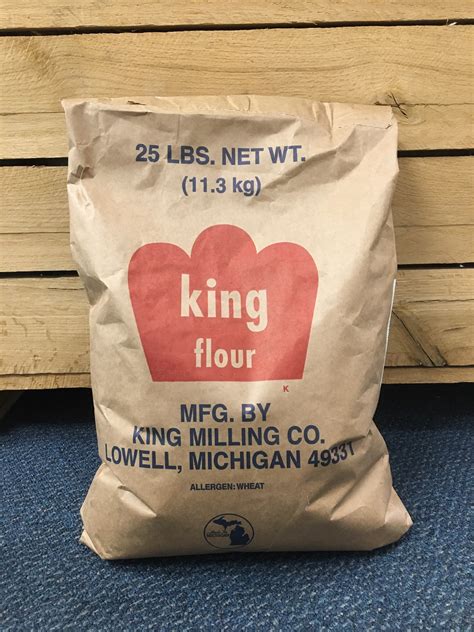 25 LBS. NET WT.
(11.3 kg)
king
flour
K
MFG. BY
KING MILLING CO.
LOWELL, MICHIGAN 49331
ALLERGEN: WHEAT